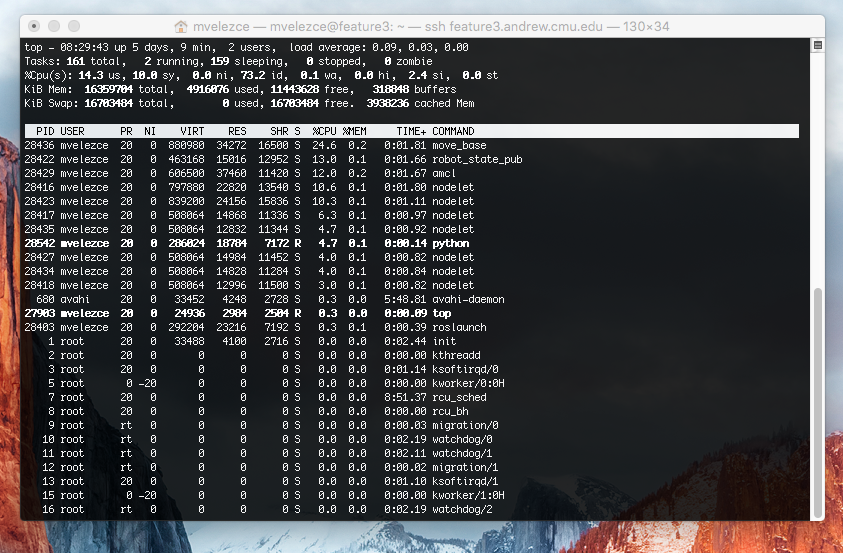 mvelezce — mvelezce@feature3: ~ — ssh feature3.andrew.cmu.edu — 130×34
top - 08:29:43 up 5 days, 9 min, 2 users, load average: 0.09, 0.03, 0.00
Tasks: 161 total, 2 running, 159 sleeping, 0 stopped, 0 zombie
%Cpu(s): 14.3 us, 10.0 sy, 0.0 ni, 73.2 id, 0.1 wa, 0.0 hi, 2.4 si, 0.0 st
KiB Mem: 16359704 total, 4916076 used, 11443628 free, 318848 buffers
KiB Swap: 16703484 total, 0 used, 16703484 free. 3938236 cached Mem
PID USER PR NI VIRT RES SHR S %CPU %MEM TIME+ COMMAND
28436 mvelezce 20 0 880980 34272 16500 S 24.6 0.2 0:01.81 move_base
28422 mvelezce 20 0 463168 15016 12952 S 13.0 0.1 0:01.66 robot_state_pub
28429 mvelezce 20 0 606500 37460 11420 S 12.0 0.2 0:01.67 amcl
28416 mvelezce 20 0 797880 22820 13540 S 10.6 0.1 0:01.80 nodelet
28423 mvelezce 20 0 839200 24156 15836 S 10.3 0.1 0:01.11 nodelet
28417 mvelezce 20 0 508064 14868 11336 S 6.3 0.1 0:00.97 nodelet
28435 mvelezce 20 0 508064 12832 11344 S 4.7 0.1 0:00.92 nodelet
28542 mvelezce 20 0 286024 18784 7172 R 4.7 0.1 0:00.14 python
28427 mvelezce 20 0 508064 14984 11452 S 4.0 0.1 0:00.82 nodelet
28434 mvelezce 20 0 508064 14828 11284 S 4.0 0.1 0:00.84 nodelet
28418 mvelezce 20 0 508064 12996 11500 S 3.0 0.1 0:00.82 nodelet
680 avahi 20 0 33452 4248 2728 S 0.3 0.0 5:48.81 avahi-daemon
27903 mvelezce 20 0 24936 2984 2504 R 0.3 0.0 0:00.09 top
28403 mvelezce 20 0 292204 23216 7192 S 0.3 0.1 0:00.39 roslaunch
1 root 20 0 33488 4100 2716 S 0.0 0.0 0:02.44 init
2 root 20 0 0 0 0 S 0.0 0.0 0:00.00 kthreadd
3 root 20 0 0 0 0 S 0.0 0.0 0:01.14 ksoftirqd/0
5 root 0 -20 0 0 0 S 0.0 0.0 0:00.00 kworker/0:0H
7 root 20 0 0 0 0 S 0.0 0.0 8:51.37 rcu_sched
8 root 20 0 0 0 0 S 0.0 0.0 0:00.00 rcu_bh
9 root rt 0 0 0 0 S 0.0 0.0 0:00.03 migration/0
10 root rt 0 0 0 0 S 0.0 0.0 0:02.19 watchdog/0
11 root rt 0 0 0 0 S 0.0 0.0 0:02.11 watchdog/1
12 root rt 0 0 0 0 S 0.0 0.0 0:00.02 migration/1
13 root 20 0 0 0 0 S 0.0 0.0 0:01.10 ksoftirqd/1
15 root 0 -20 0 0 0 S 0.0 0.0 0:00.00 kworker/1:0H
16 root rt 0 0 0 0 S 0.0 0.0 0:02.19 watchdog/2